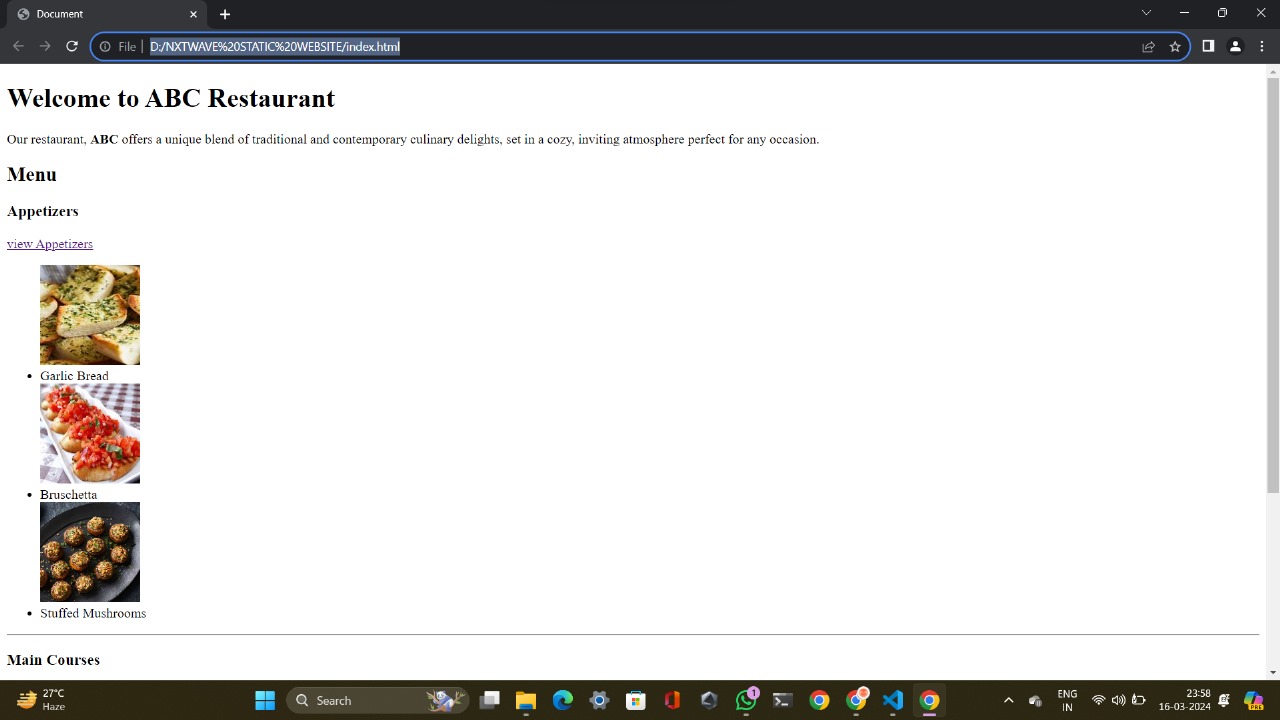 Document
File
D:/NXTWAVE%20STATIC%20WEBSITE/index.html
Welcome to ABC Restaurant
Our restaurant, ABC offers a unique blend of traditional and contemporary culinary delights, set in a cozy, inviting atmosphere perfect for any occasion.
Menu
Appetizers
view Appetizers
Garlic Bread
Bruschetta
Stuffed Mushrooms
Main Courses
27°C
Haze
Search
1
ENG
IN
23:58
16-03-2024
PRE